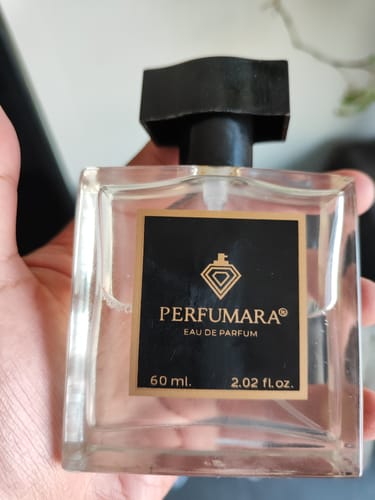 PERFUMARA®
EAU DE PARFUM
60 ml. 2.02 fl.oz.